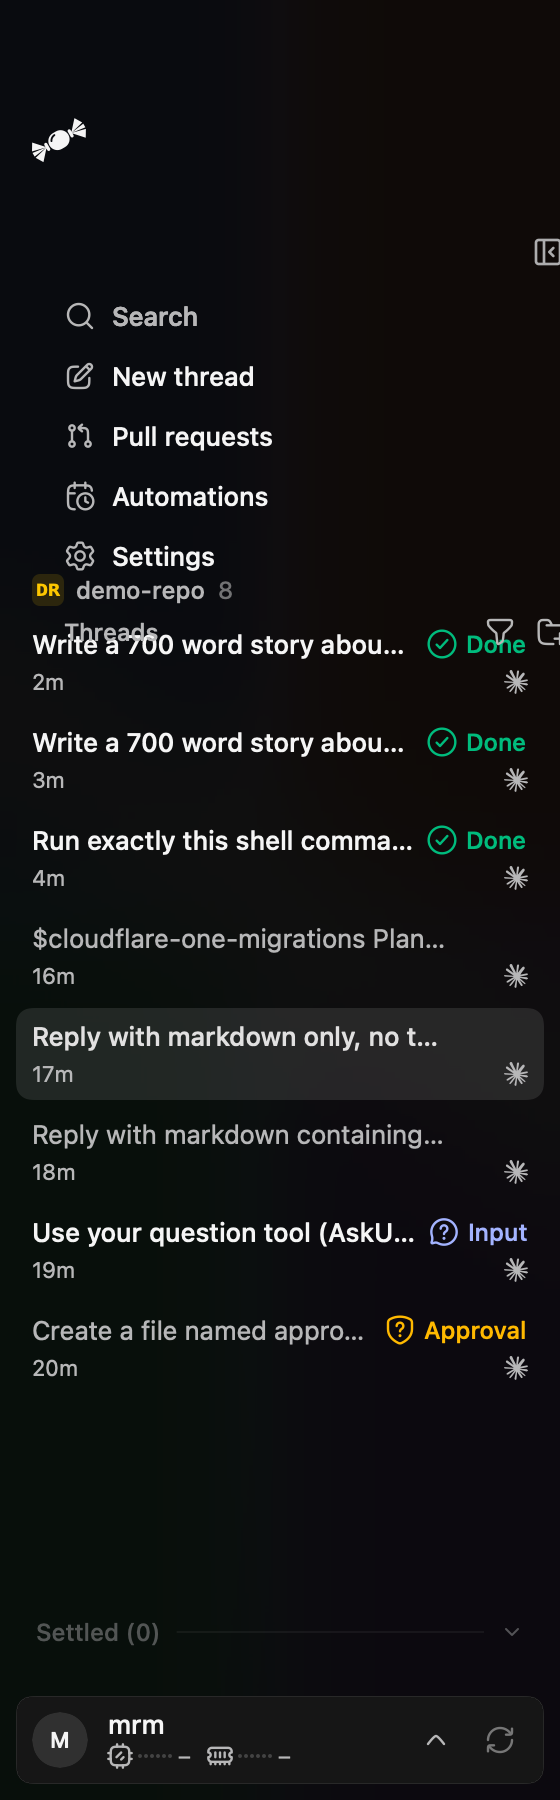 Search
New thread
Pull requests
Automations
Settings
DR demo-repo 8
Threads
Write a 700 word story abou... Done
2m
Write a 700 word story abou... Done
3m
Run exactly this shell comma... Done
4m
$cloudflare-one-migrations Plan...
16m
Reply with markdown only, no t...
17m
Reply with markdown containing...
18m
Use your question tool (AskU... Input
19m
Create a file named appro... Approval
20m
Settled (0)
M mrm
– –